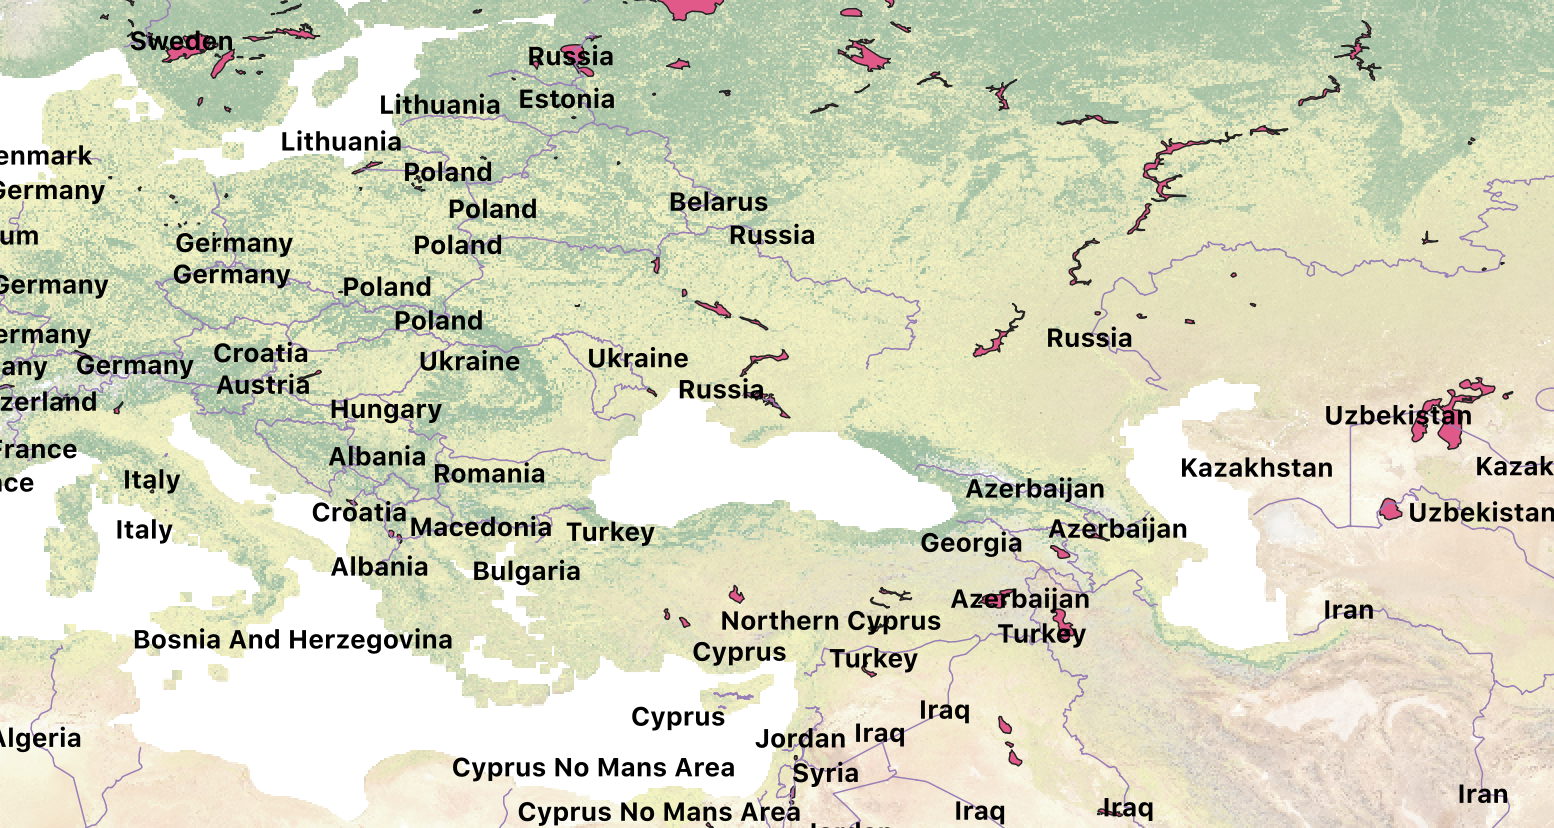 Sweden
Russia
Estonia
Lithuania
Lithuania
enmark
Poland
Germany
Poland
Belarus
um
Germany
Poland
Russia
Germany
Germany
Poland
Poland
ermany
Russia
any
Germany
Croatia
Ukraine
Ukraine
Austria
Russia
zerland
Hungary
Uzbekistan
France
Albania
Romania
Kazakhstan
Kazak
nce
Italy
Azerbaijan
Croatia
Uzbekistan
Italy
Macedonia
Turkey
Azerbaijan
Georgia
Albania
Bulgaria
Azerbaijan
Iran
Northern Cyprus
Bosnia And Herzegovina
Turkey
Cyprus
Turkey
Cyprus
Iraq
Algeria
Jordan
Iraq
Cyprus No Mans Area
Syria
Iran
Cyprus No Mans Area
Iraq
Iraq